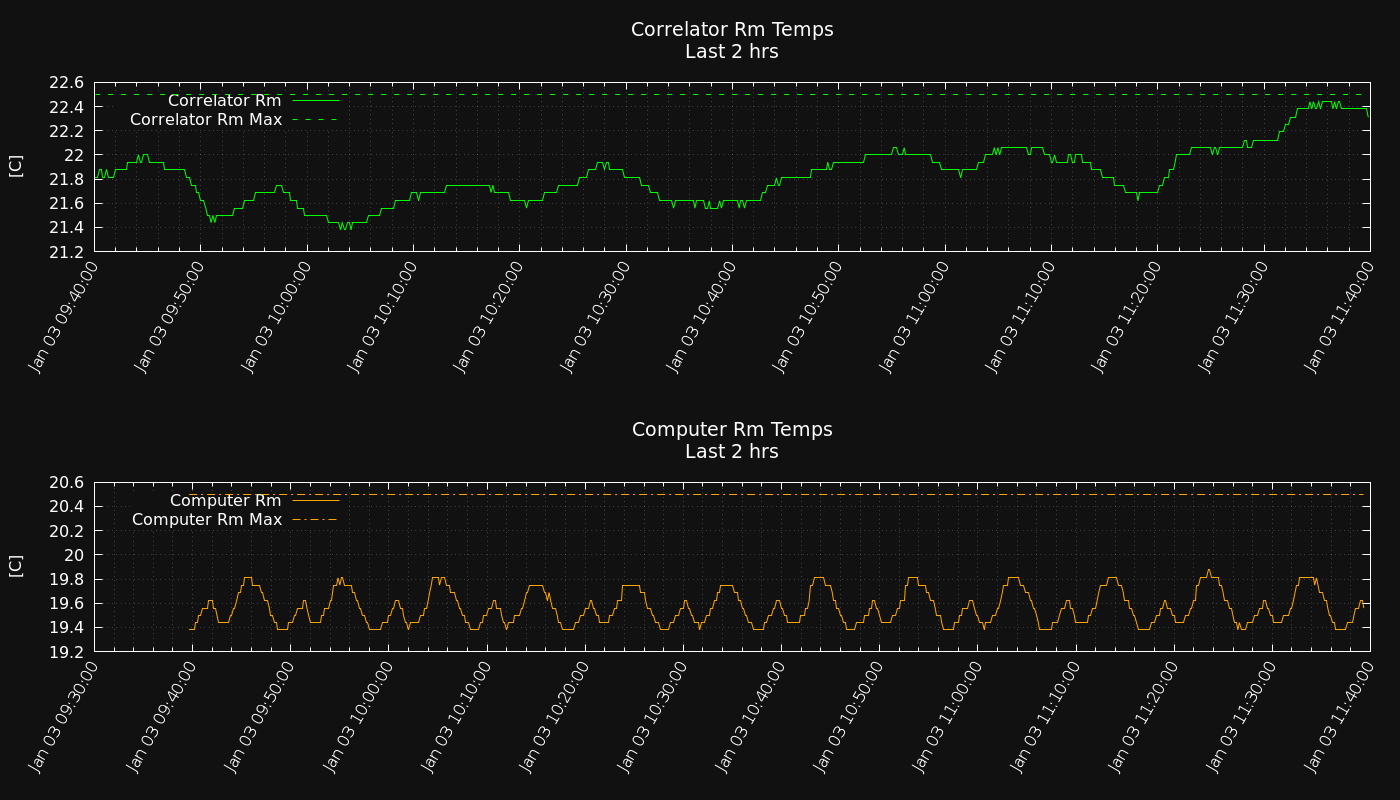 Correlator Rm Temps
Last 2 hrs
22.6
22.4
22.2
22
21.8
21.6
21.4
21.2
[C]
Correlator Rm
Correlator Rm Max
Jan 03 09:40:00
Jan 03 09:50:00
Jan 03 10:00:00
Jan 03 10:10:00
Jan 03 10:20:00
Jan 03 10:30:00
Jan 03 10:40:00
Jan 03 10:50:00
Jan 03 11:00:00
Jan 03 11:10:00
Jan 03 11:20:00
Jan 03 11:30:00
Jan 03 11:40:00
Computer Rm Temps
Last 2 hrs
20.6
20.4
20.2
20
19.8
19.6
19.4
19.2
[C]
Computer Rm
Computer Rm Max
Jan 03 09:30:00
Jan 03 09:40:00
Jan 03 09:50:00
Jan 03 10:00:00
Jan 03 10:10:00
Jan 03 10:20:00
Jan 03 10:30:00
Jan 03 10:40:00
Jan 03 10:50:00
Jan 03 11:00:00
Jan 03 11:10:00
Jan 03 11:20:00
Jan 03 11:30:00
Jan 03 11:40:00